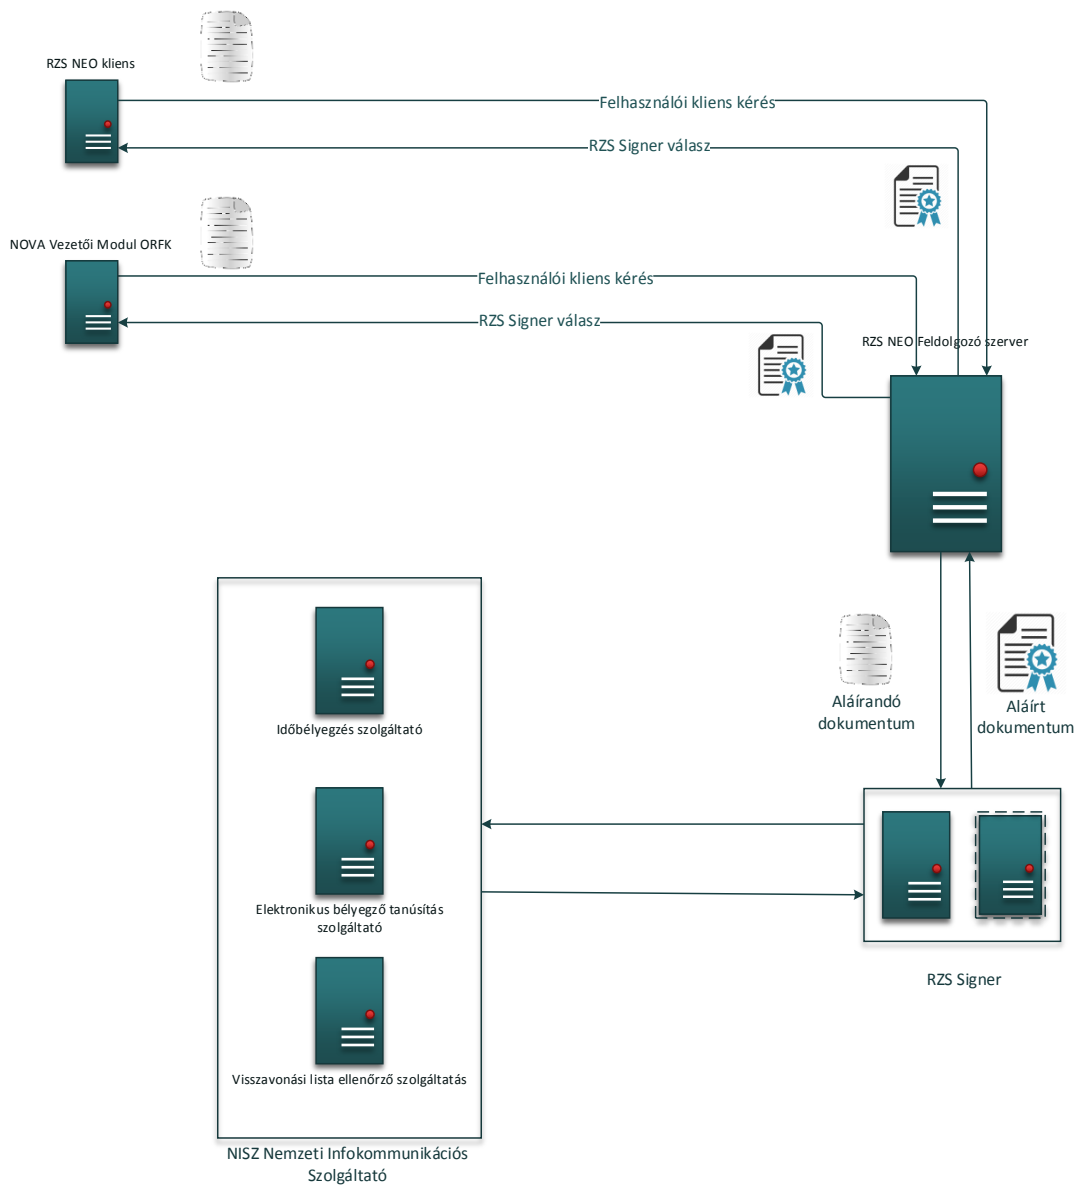 RZS NEO kliens
Felhasználói kliens kérés
RZS Signer válasz
NOVA Vezetői Modul ORFK
Felhasználói kliens kérés
RZS Signer válasz
RZS NEO Feldolgozó szerver
Aláírandó
dokumentum
Aláírt
dokumentum
Időbélyegzés szolgáltató
Elektronikus bélyegző tanúsítás
szolgáltató
Visszavonási lista ellenőrző szolgáltatás
RZS Signer
NISZ Nemzeti Infokommunikációs
Szolgáltató